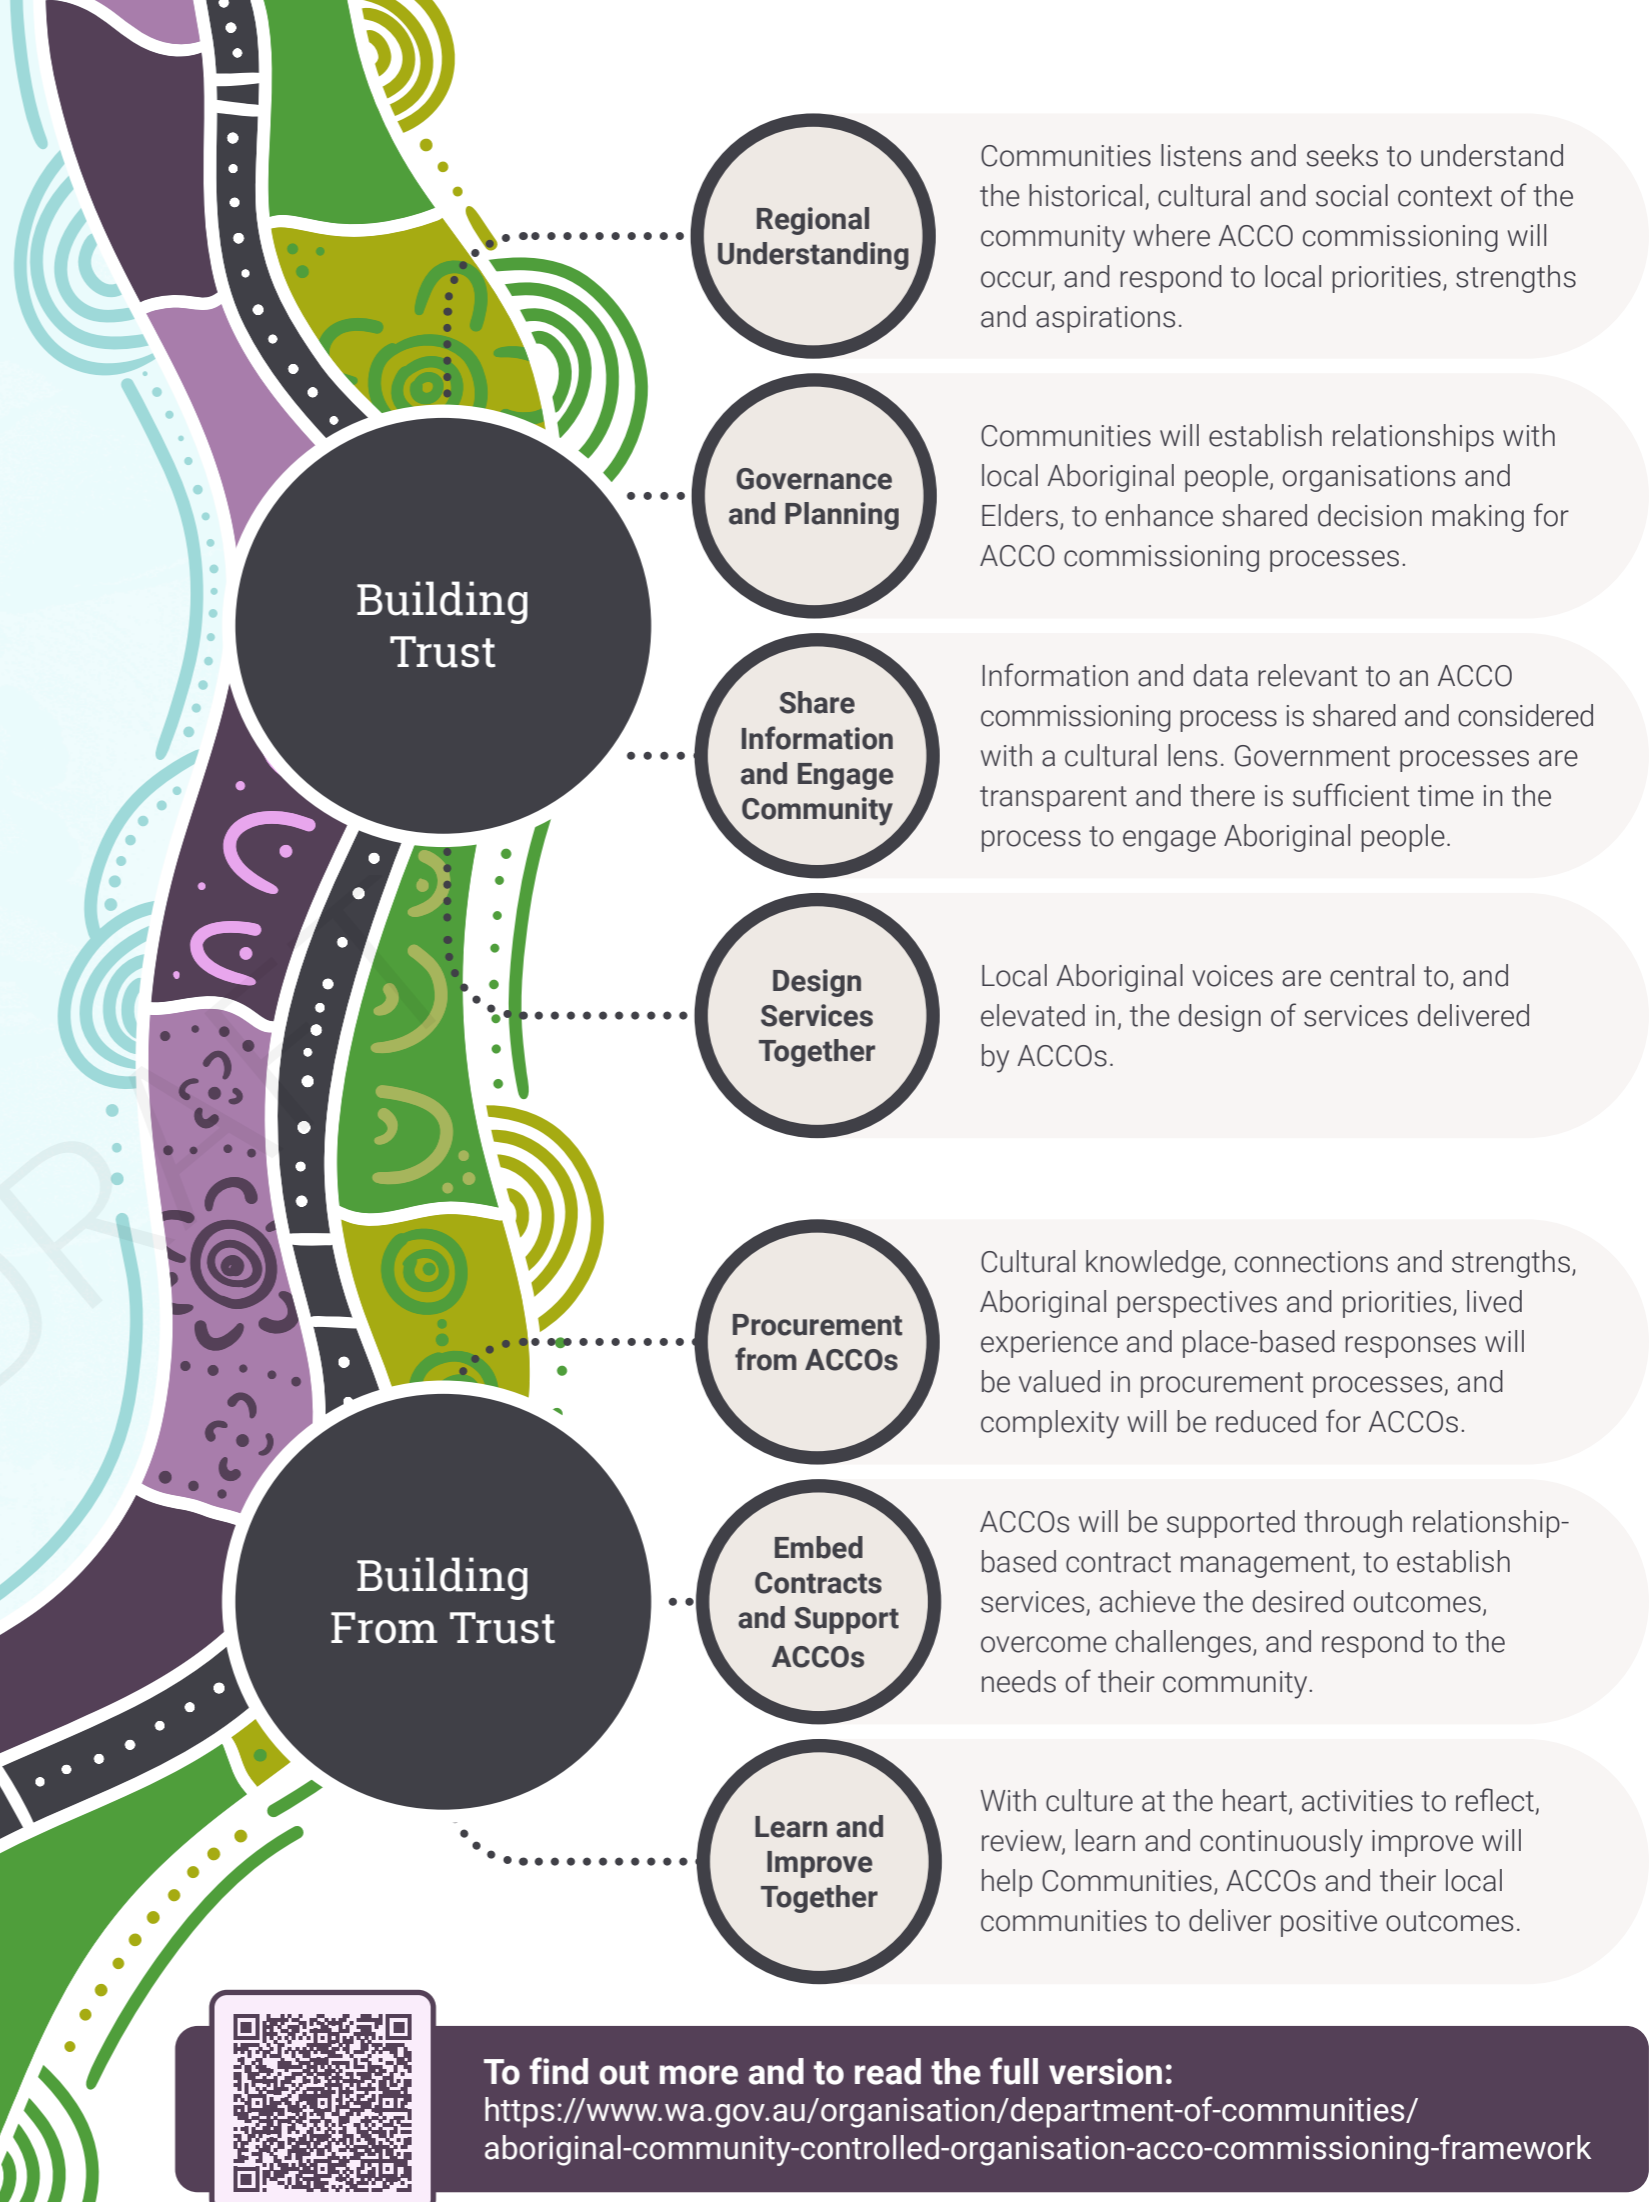 Building
Trust
Regional
Understanding
Communities listens and seeks to understand
the historical, cultural and social context of the
community where ACCO commissioning will
occur, and respond to local priorities, strengths
and aspirations.
Governance
and Planning
Communities will establish relationships with
local Aboriginal people, organisations and
Elders, to enhance shared decision making for
ACCO commissioning processes.
Share
Information
and Engage
Community
Information and data relevant to an ACCO
commissioning process is shared and considered
with a cultural lens. Government processes are
transparent and there is sufficient time in the
process to engage Aboriginal people.
Design
Services
Together
Local Aboriginal voices are central to, and
elevated in, the design of services delivered
by ACCOs.
Building
From Trust
Procurement
from ACCOs
Cultural knowledge, connections and strengths,
Aboriginal perspectives and priorities, lived
experience and place-based responses will
be valued in procurement processes, and
complexity will be reduced for ACCOs.
Embed
Contracts
and Support
ACCOs
ACCOs will be supported through relationship-
based contract management, to establish
services, achieve the desired outcomes,
overcome challenges, and respond to the
needs of their community.
Learn and
Improve
Together
With culture at the heart, activities to reflect,
review, learn and continuously improve will
help Communities, ACCOs and their local
communities to deliver positive outcomes.
To find out more and to read the full version:
https://www.wa.gov.au/organisation/department-of-communities/
aboriginal-community-controlled-organisation-acco-commissioning-framework
DRAFT